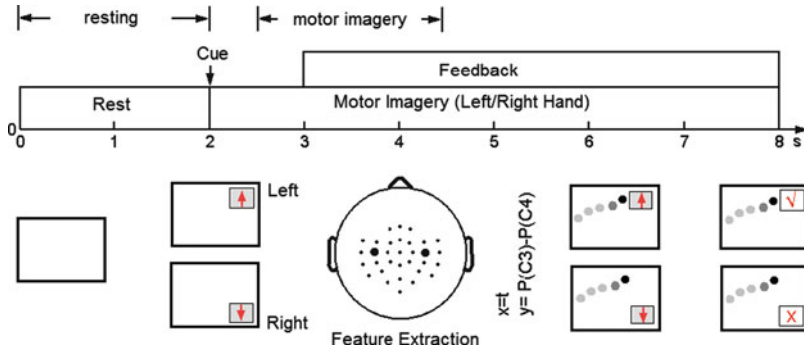 resting
motor imagery
Cue
Feedback
Rest
Motor Imagery (Left/Right Hand)
0
0 1 2 3 4 5 6 7 8 s
Left
Right
Feature Extraction
x=t
y= P(C3)-P(C4)
√
x